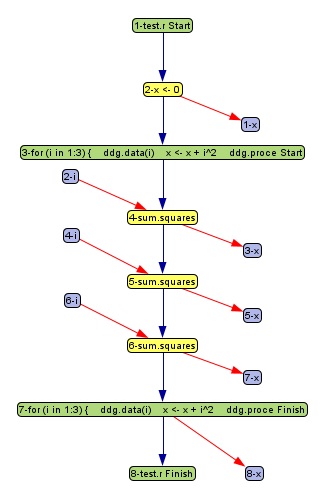 1-test.r Start
2-x <- 0
1-x
3-for (i in 1:3) {    ddg.data(i)    x <- x + i^2    ddg.proce Start
2-i
4-sum.squares
4-i
3-x
5-sum.squares
6-i
5-x
6-sum.squares
7-x
7-for (i in 1:3) {    ddg.data(i)    x <- x + i^2    ddg.proce Finish
8-test.r Finish
8-x